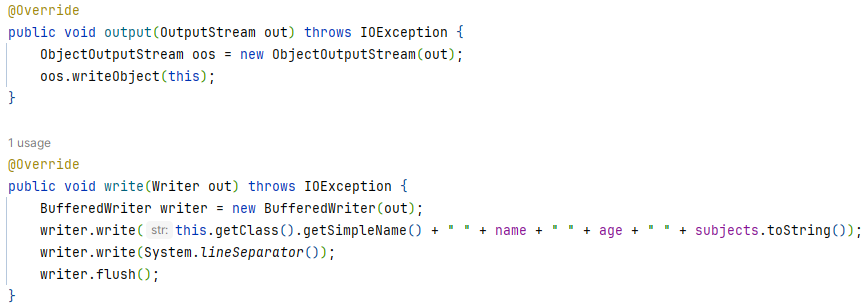 @Override
public void output(OutputStream out) throws IOException {
    ObjectOutputStream oos = new ObjectOutputStream(out);
    oos.writeObject(this);
}
1 usage
@Override
public void write(Writer out) throws IOException {
    BufferedWriter writer = new BufferedWriter(out);
    writer.write( str: this.getClass().getSimpleName() + " " + name + " " + age + " " + subjects.toString());
    writer.write(System.lineSeparator());
    writer.flush();
}